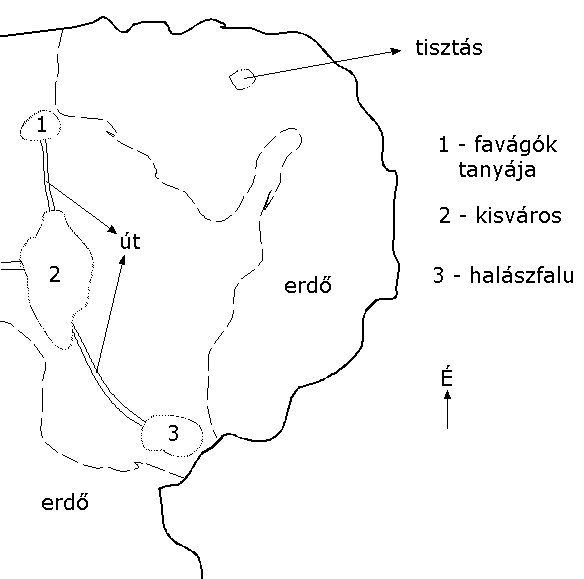 tisztás
1
1 - favágók
tanyája
2 - kisváros
út
2
3 - halászfalu
erdő
É
3
erdő